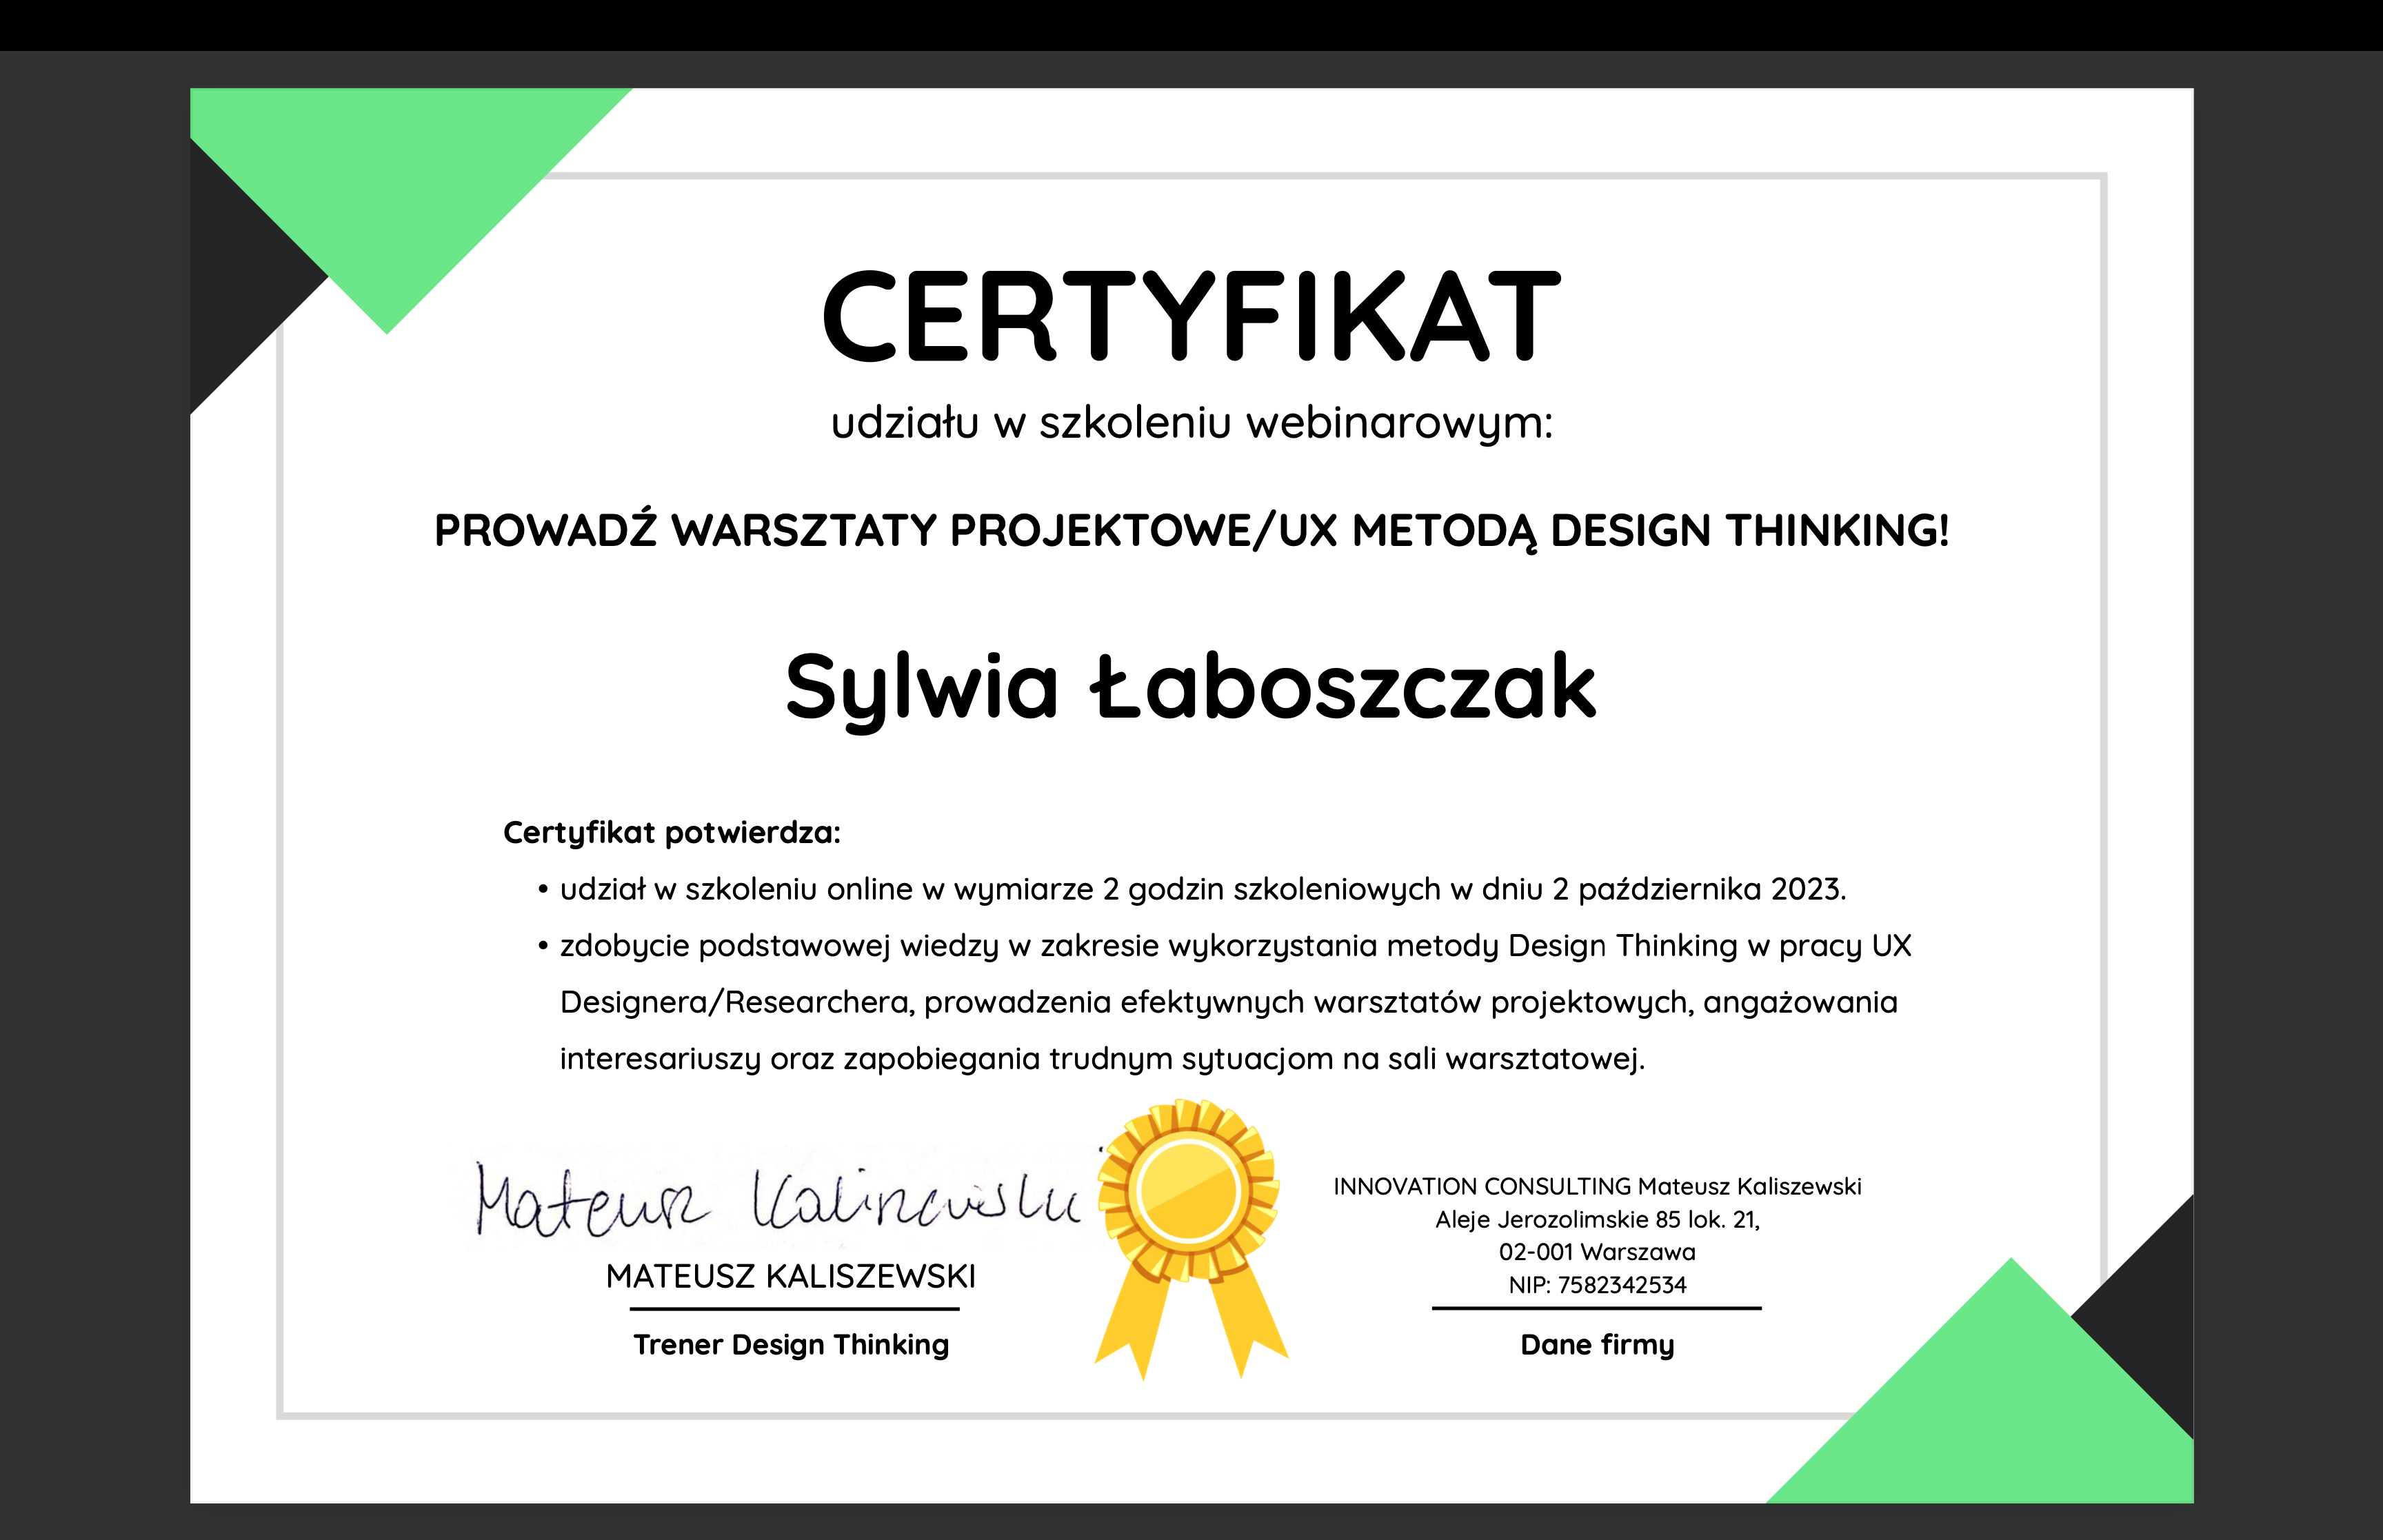 CERTYFIKAT
udziału w szkoleniu webinarowym:
PROWADŹ WARSZTATY PROJEKTOWE/UX METODĄ DESIGN THINKING!
Sylwia Łaboszczak
Certyfikat potwierdza:
• udział w szkoleniu online w wymiarze 2 godzin szkoleniowych w dniu 2 października 2023.
• zdobycie podstawowej wiedzy w zakresie wykorzystania metody Design Thinking w pracy UX
Designera/Researchera, prowadzenia efektywnych warsztatów projektowych, angażowania
interesariuszy oraz zapobiegania trudnym sytuacjom na sali warsztatowej.
Mateusz Kaliszewski
MATEUSZ KALISZEWSKI
Trener Design Thinking
INNOVATION CONSULTING Mateusz Kaliszewski
Aleje Jerozolimskie 85 lok. 21,
02-001 Warszawa
NIP: 7582342534
Dane firmy